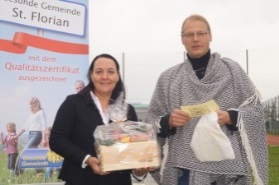 esunde Gemeinde
St. Florian
mit dem
Qualitätszertifikat
ausgezeichnet